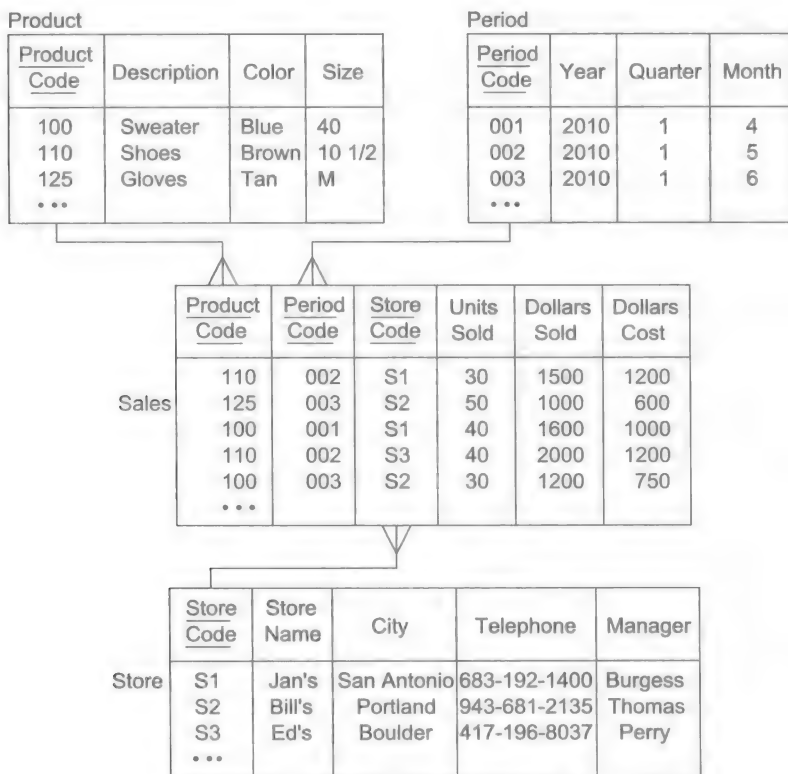 Product
Product Code Description Color Size
100 Sweater Blue 40
110 Shoes Brown 10 1/2
125 Gloves Tan M
•••
Period
Period Code Year Quarter Month
001 2010 1 4
002 2010 1 5
003 2010 1 6
•••
Sales
Product Code Period Code Store Code Units Sold Dollars Sold Dollars Cost
110 002 S1 30 1500 1200
125 003 S2 50 1000 600
100 001 S1 40 1600 1000
110 002 S3 40 2000 1200
100 003 S2 30 1200 750
•••
Store
Store Code Store Name City Telephone Manager
S1 Jan's San Antonio 683-192-1400 Burgess
S2 Bill's Portland 943-681-2135 Thomas
S3 Ed's Boulder 417-196-8037 Perry
•••